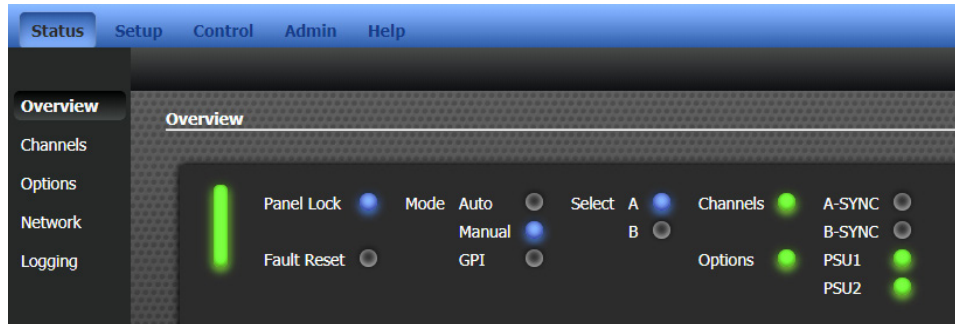 Status Setup Control Admin Help
Overview
Channels
Options
Network
Logging
Overview
Panel Lock Mode Auto Select A Channels A-SYNC
Manual B B-SYNC
Fault Reset GPI Options PSU1
PSU2